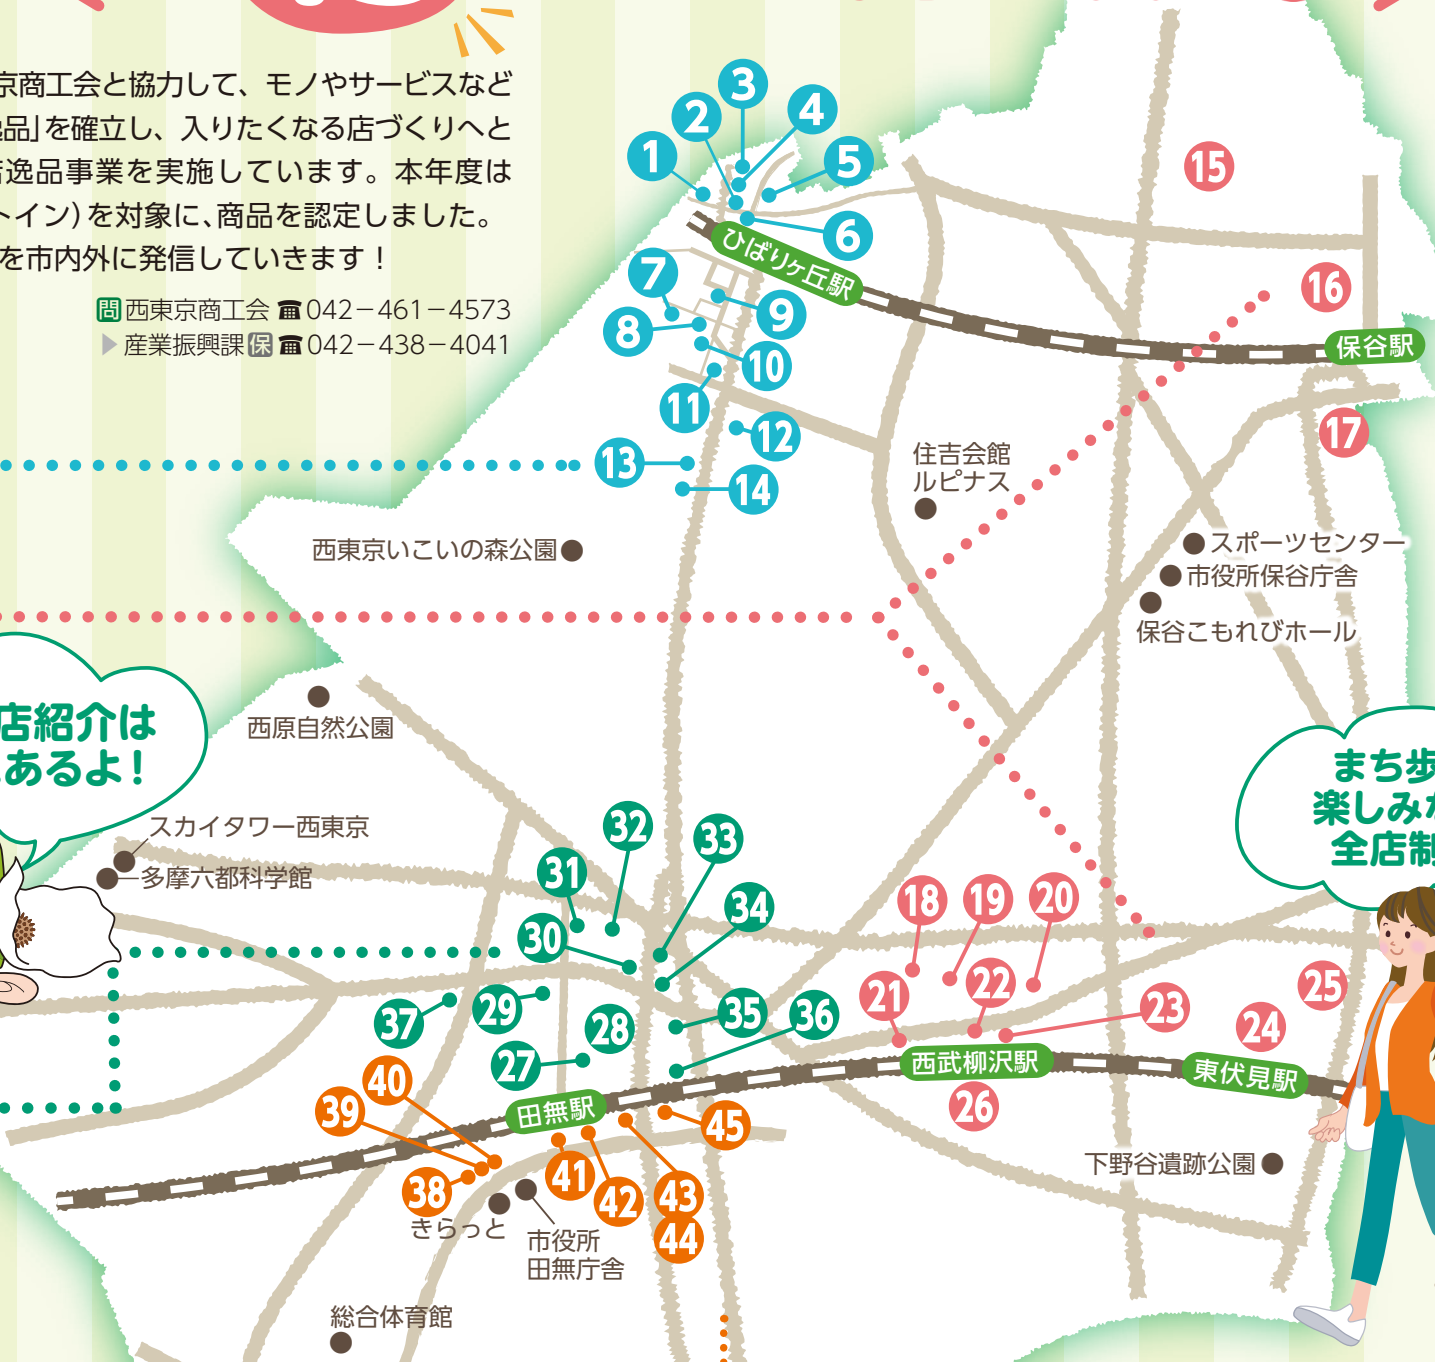 京商工会と協力して、モノやサービスなど
逸品」を確立し、入りたくなる店づくりへと
店逸品事業を実施しています。本年度は
トイン)を対象に、商品を認定しました。
を市内外に発信していきます！
問 西東京商工会 ☎042－461－4573
▶ 産業振興課 保 ☎042－438－4041
3
2
4
1
5
15
6
ひばりヶ丘駅
7
16
9
8
保谷駅
10
11
17
12
13
住吉会館
ルピナス
14
西東京いこいの森公園
スポーツセンター
市役所保谷庁舎
保谷こもれびホール
店紹介は
あるよ！
西原自然公園
まち歩
楽しみな
全店制
スカイタワー西東京
多摩六都科学館
32
33
31
34
18
19
20
30
21
22
25
37
29
28
35
36
23
24
27
西武柳沢駅
東伏見駅
40
39
田無駅
26
45
41
下野谷遺跡公園
38
42
43
きらっと
44
市役所
田無庁舎
総合体育館